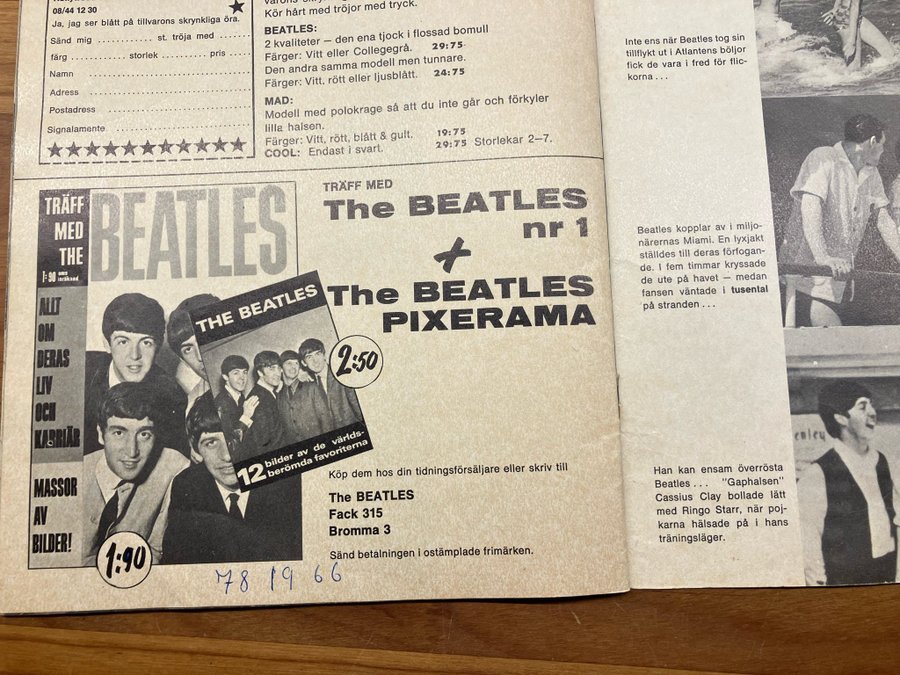 08/44 12 30
Ja, jag ser blått på tillvarons skrynkliga öra.
Sänd mig ........ st. tröja med ......
färg ............ storlek ........... pris ....
Namn ..............................
Adress .............................
Postadress ..........................
Signalamente .......................
Kör hårt med tröjor med tryck.
BEATLES:
2 kvaliteter – den ena tjock i flossad bomull
Färger: Vitt eller Collegegrå. 29:75
Den andra samma modell men tunnare.
Färger: Vitt, rött eller ljusblått. 24:75
MAD:
Modell med polokrage så att du inte går och förkyler
lilla halsen.
Färger: Vitt, rött, blått & gult. 19:75
COOL: Endast i svart. 29:75 Storlekar 2–7.
TRÄFF
MED
THE
BEATLES
1:90
ALLT
OM
DERAS
LIV
OCH
KARRIÄR
MASSOR
AV
BILDER!
1:90
THE BEATLES
2:50
12 bilder av de världs-
berömda favoriterna
TRÄFF MED
The BEATLES
nr 1
+
The BEATLES
PIXERAMA
Köp dem hos din tidningsförsäljare eller skriv till
The BEATLES
Fack 315
Bromma 3
Sänd betalningen i ostämplade frimärken.
78 19 66
Inte ens när Beatles tog sin
tillflykt ut i Atlantens böljor
fick de vara i fred för flic-
korna ...
Beatles kopplar av i miljo-
närernas Miami. En lyxjakt
ställdes till deras förfogan-
de. I fem timmar kryssade
de ute på havet – medan
fansen väntade i tusental
på stranden ...
Han kan ensam överrösta
Beatles ... "Gaphalsen"
Cassius Clay bollade lätt
med Ringo Starr, när poj-
karna hälsade på i hans
träningsläger.